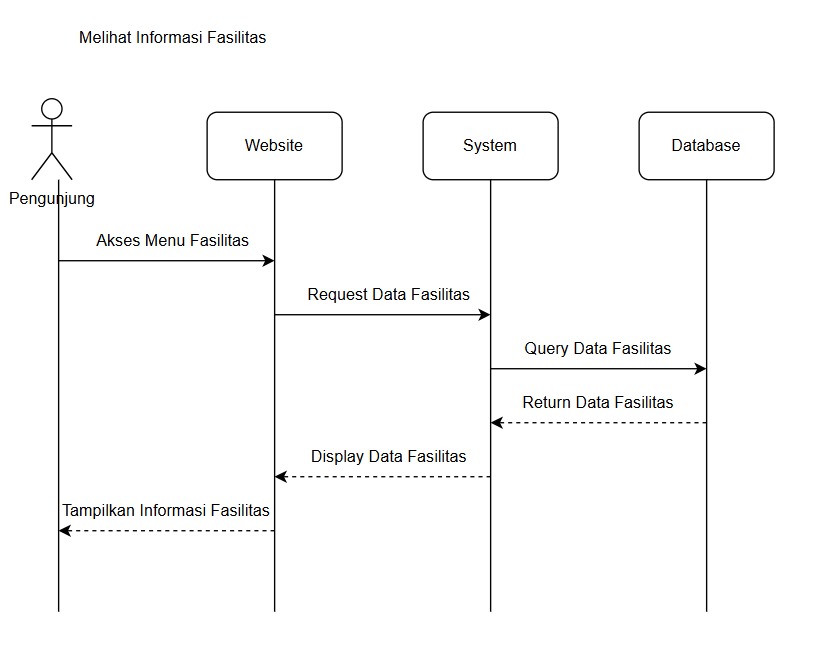 Melihat Informasi Fasilitas
Pengunjung
Website
System
Database
Akses Menu Fasilitas
Request Data Fasilitas
Query Data Fasilitas
Return Data Fasilitas
Display Data Fasilitas
Tampilkan Informasi Fasilitas